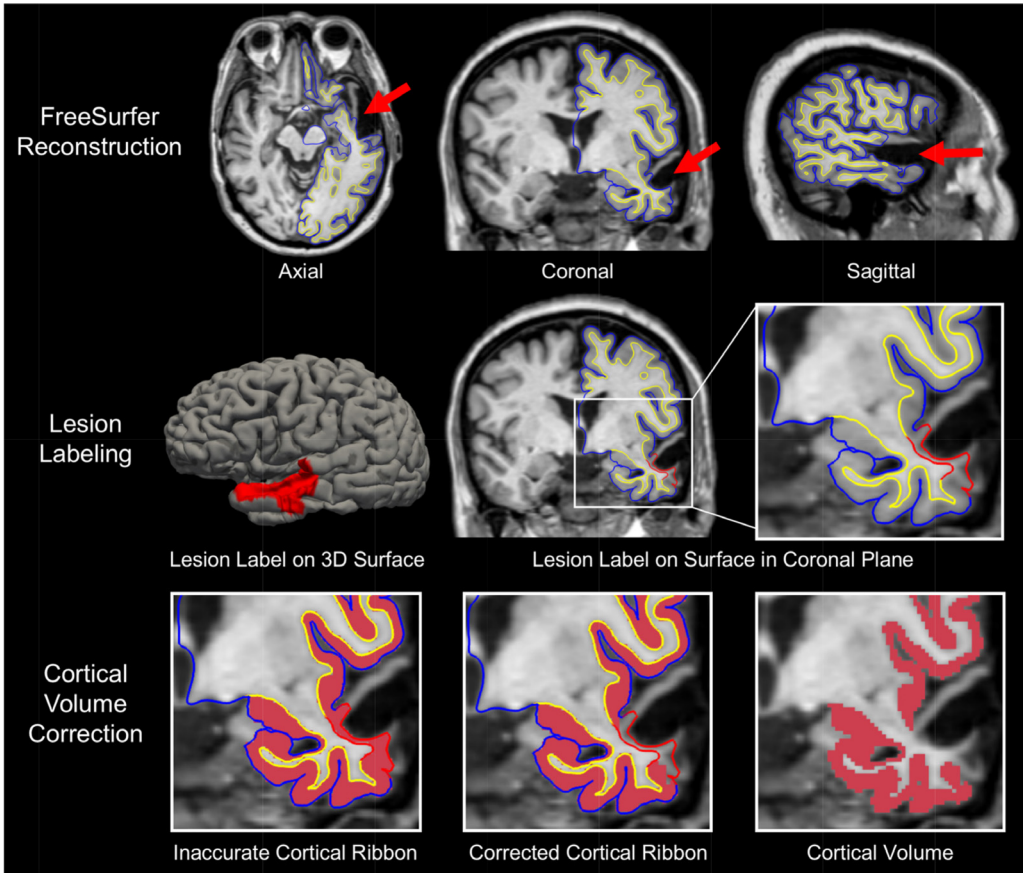 FreeSurfer
Reconstruction
Axial
Coronal
Sagittal
Lesion
Labeling
Lesion Label on 3D Surface
Lesion Label on Surface in Coronal Plane
Cortical
Volume
Correction
Inaccurate Cortical Ribbon
Corrected Cortical Ribbon
Cortical Volume